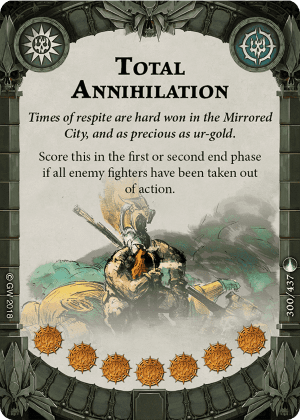 TOTAL
ANNIHILATION
Times of respite are hard won in the Mirrored
City, and as precious as ur-gold.
Score this in the first or second end phase
if all enemy fighters have been taken out
of action.
© GW 2018
300/437